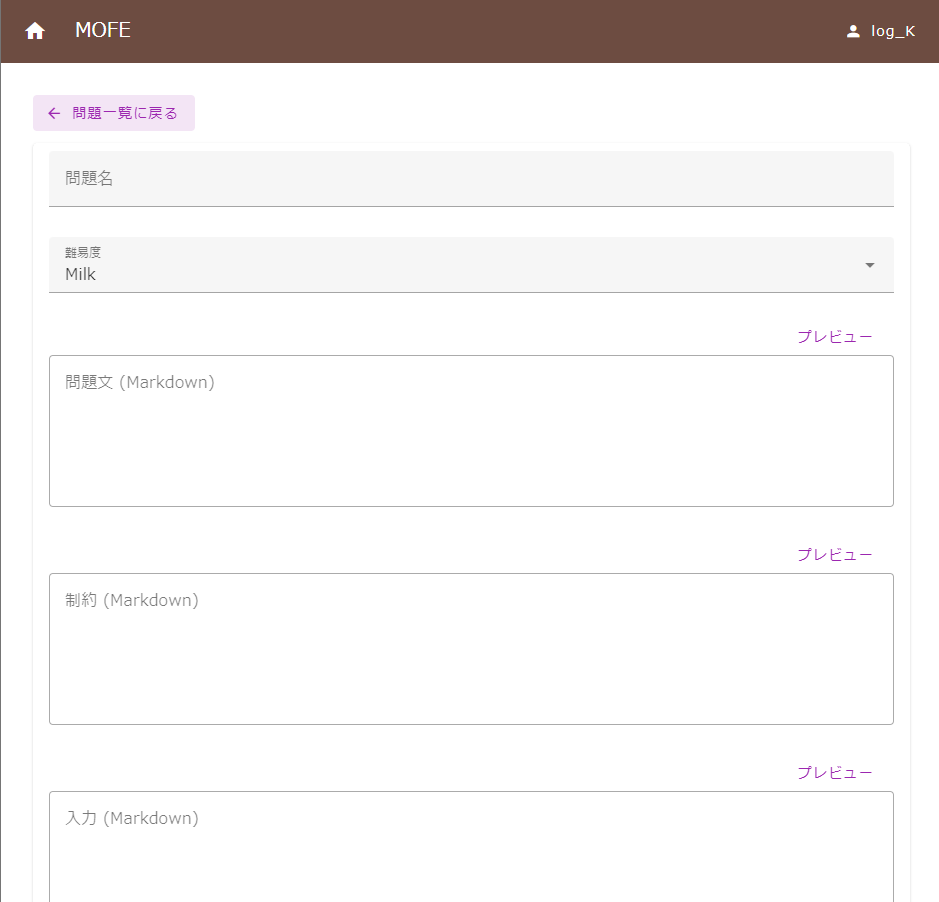 MOFE
log_K
問題一覧に戻る
問題名
難易度
Milk
プレビュー
問題文 (Markdown)
プレビュー
制約 (Markdown)
プレビュー
入力 (Markdown)